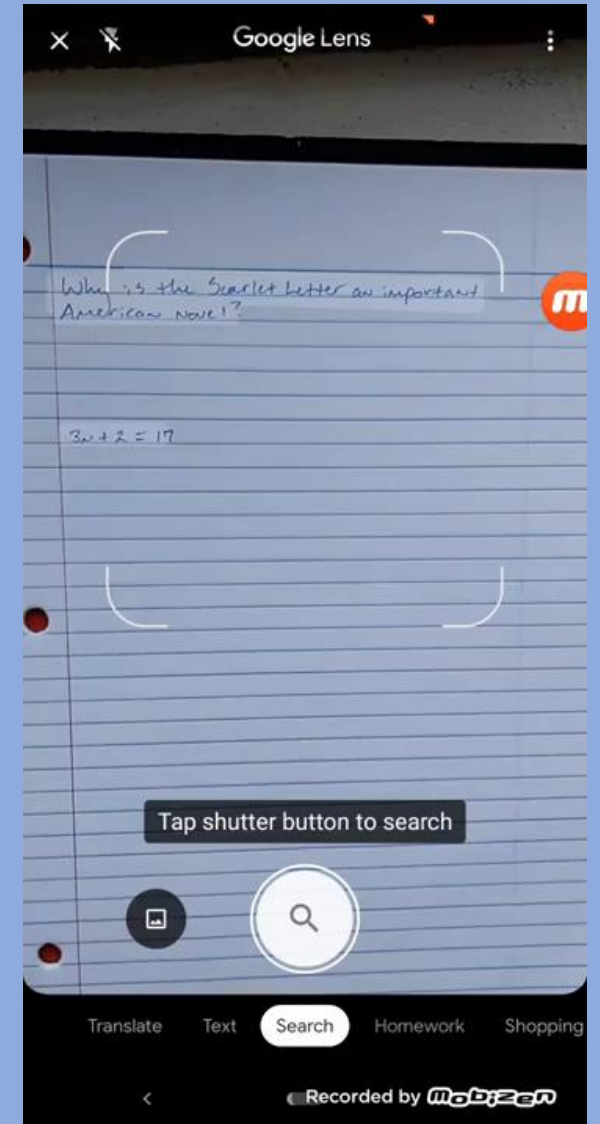 Google Lens
Why is the Scarlet Letter an important
American Novel?
3n + 2 = 17
Tap shutter button to search
Translate Text Search Homework Shopping
Recorded by Mobizen